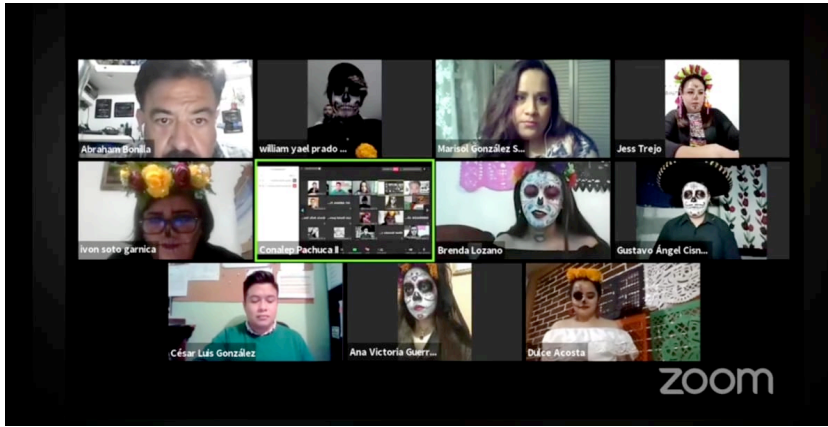 Abraham Bonilla
william yael prado ...
Marisol González S...
Jess Trejo
ivon soto garnica
Conalep Pachuca II
Brenda Lozano
Gustavo Ángel Cisn...
César Luis González
Ana Victoria Guerr...
Dulce Acosta
zoom